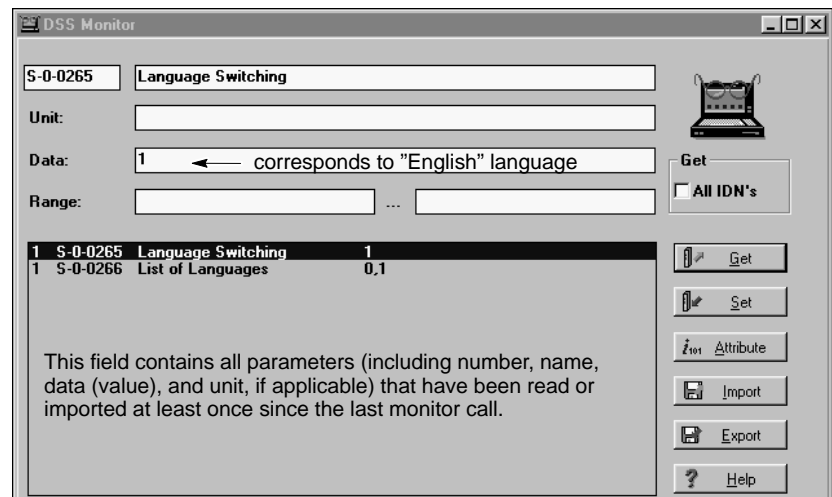 DSS Monitor
S-0-0265 Language Switching
Unit:
Data: 1 corresponds to ”English” language
Range: ...
Get
All IDN's
1 S-0-0265 Language Switching 1
1 S-0-0266 List of Languages 0,1
This field contains all parameters (including number, name,
data (value), and unit, if applicable) that have been read or
imported at least once since the last monitor call.
Get
Set
i101 Attribute
Import
Export
? Help